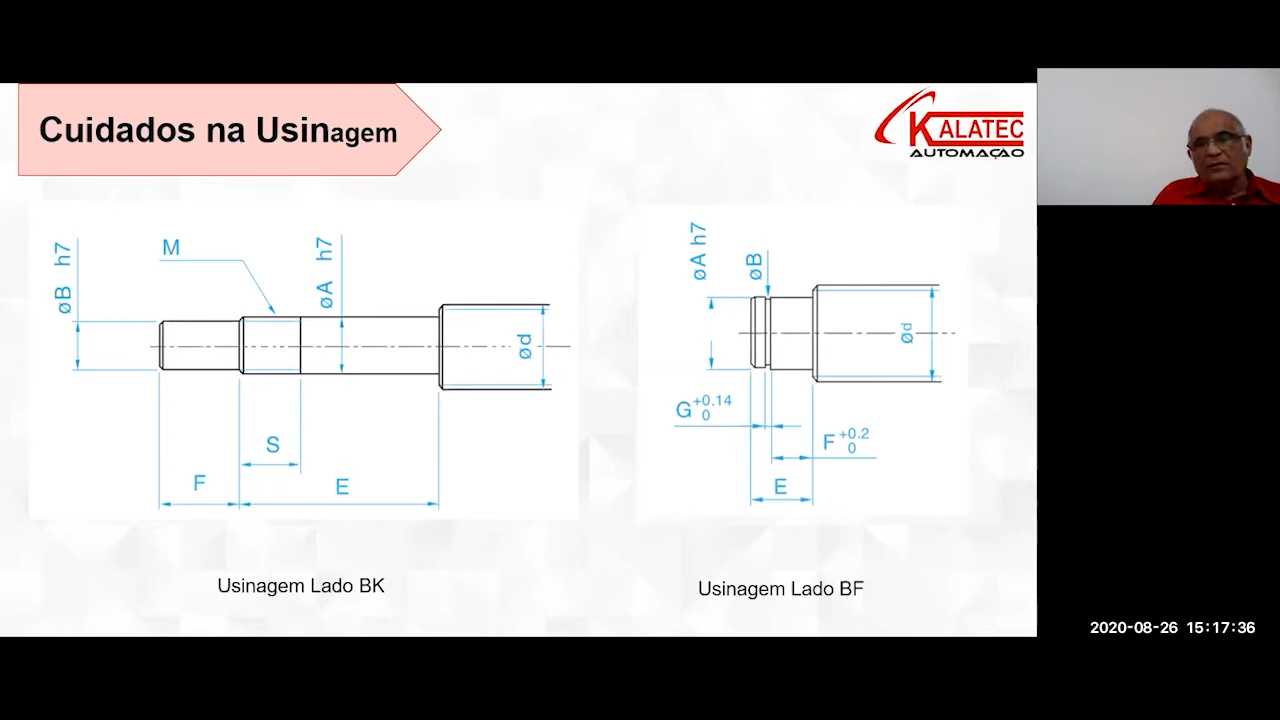 Cuidados na Usinagem
KALATEC
AUTOMAÇÃO
øB h7
M
øA h7
ød
S
F
E
øA h7
øB
ød
G +0.14 0
F +0.2 0
E
Usinagem Lado BK
Usinagem Lado BF
2020-08-26 15:17:36